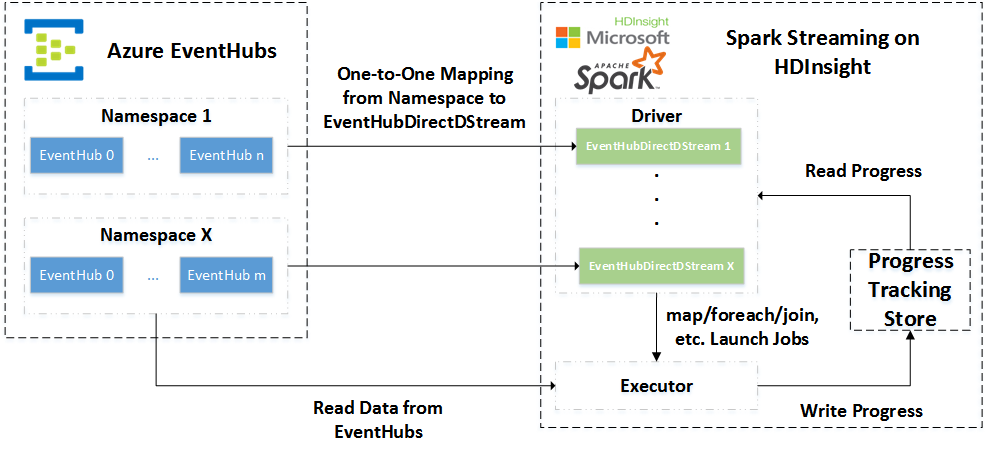 Azure EventHubs
Namespace 1
EventHub 0
...
EventHub n
Namespace X
EventHub 0
...
EventHub m
One-to-One Mapping
from Namespace to
EventHubDirectDStream
Read Data from
EventHubs
HDInsight
Microsoft
APACHE
Spark
Spark Streaming on
HDInsight
Driver
EventHubDirectDStream 1
.
.
.
EventHubDirectDStream X
map/foreach/join,
etc. Launch Jobs
Executor
Read Progress
Progress
Tracking
Store
Write Progress